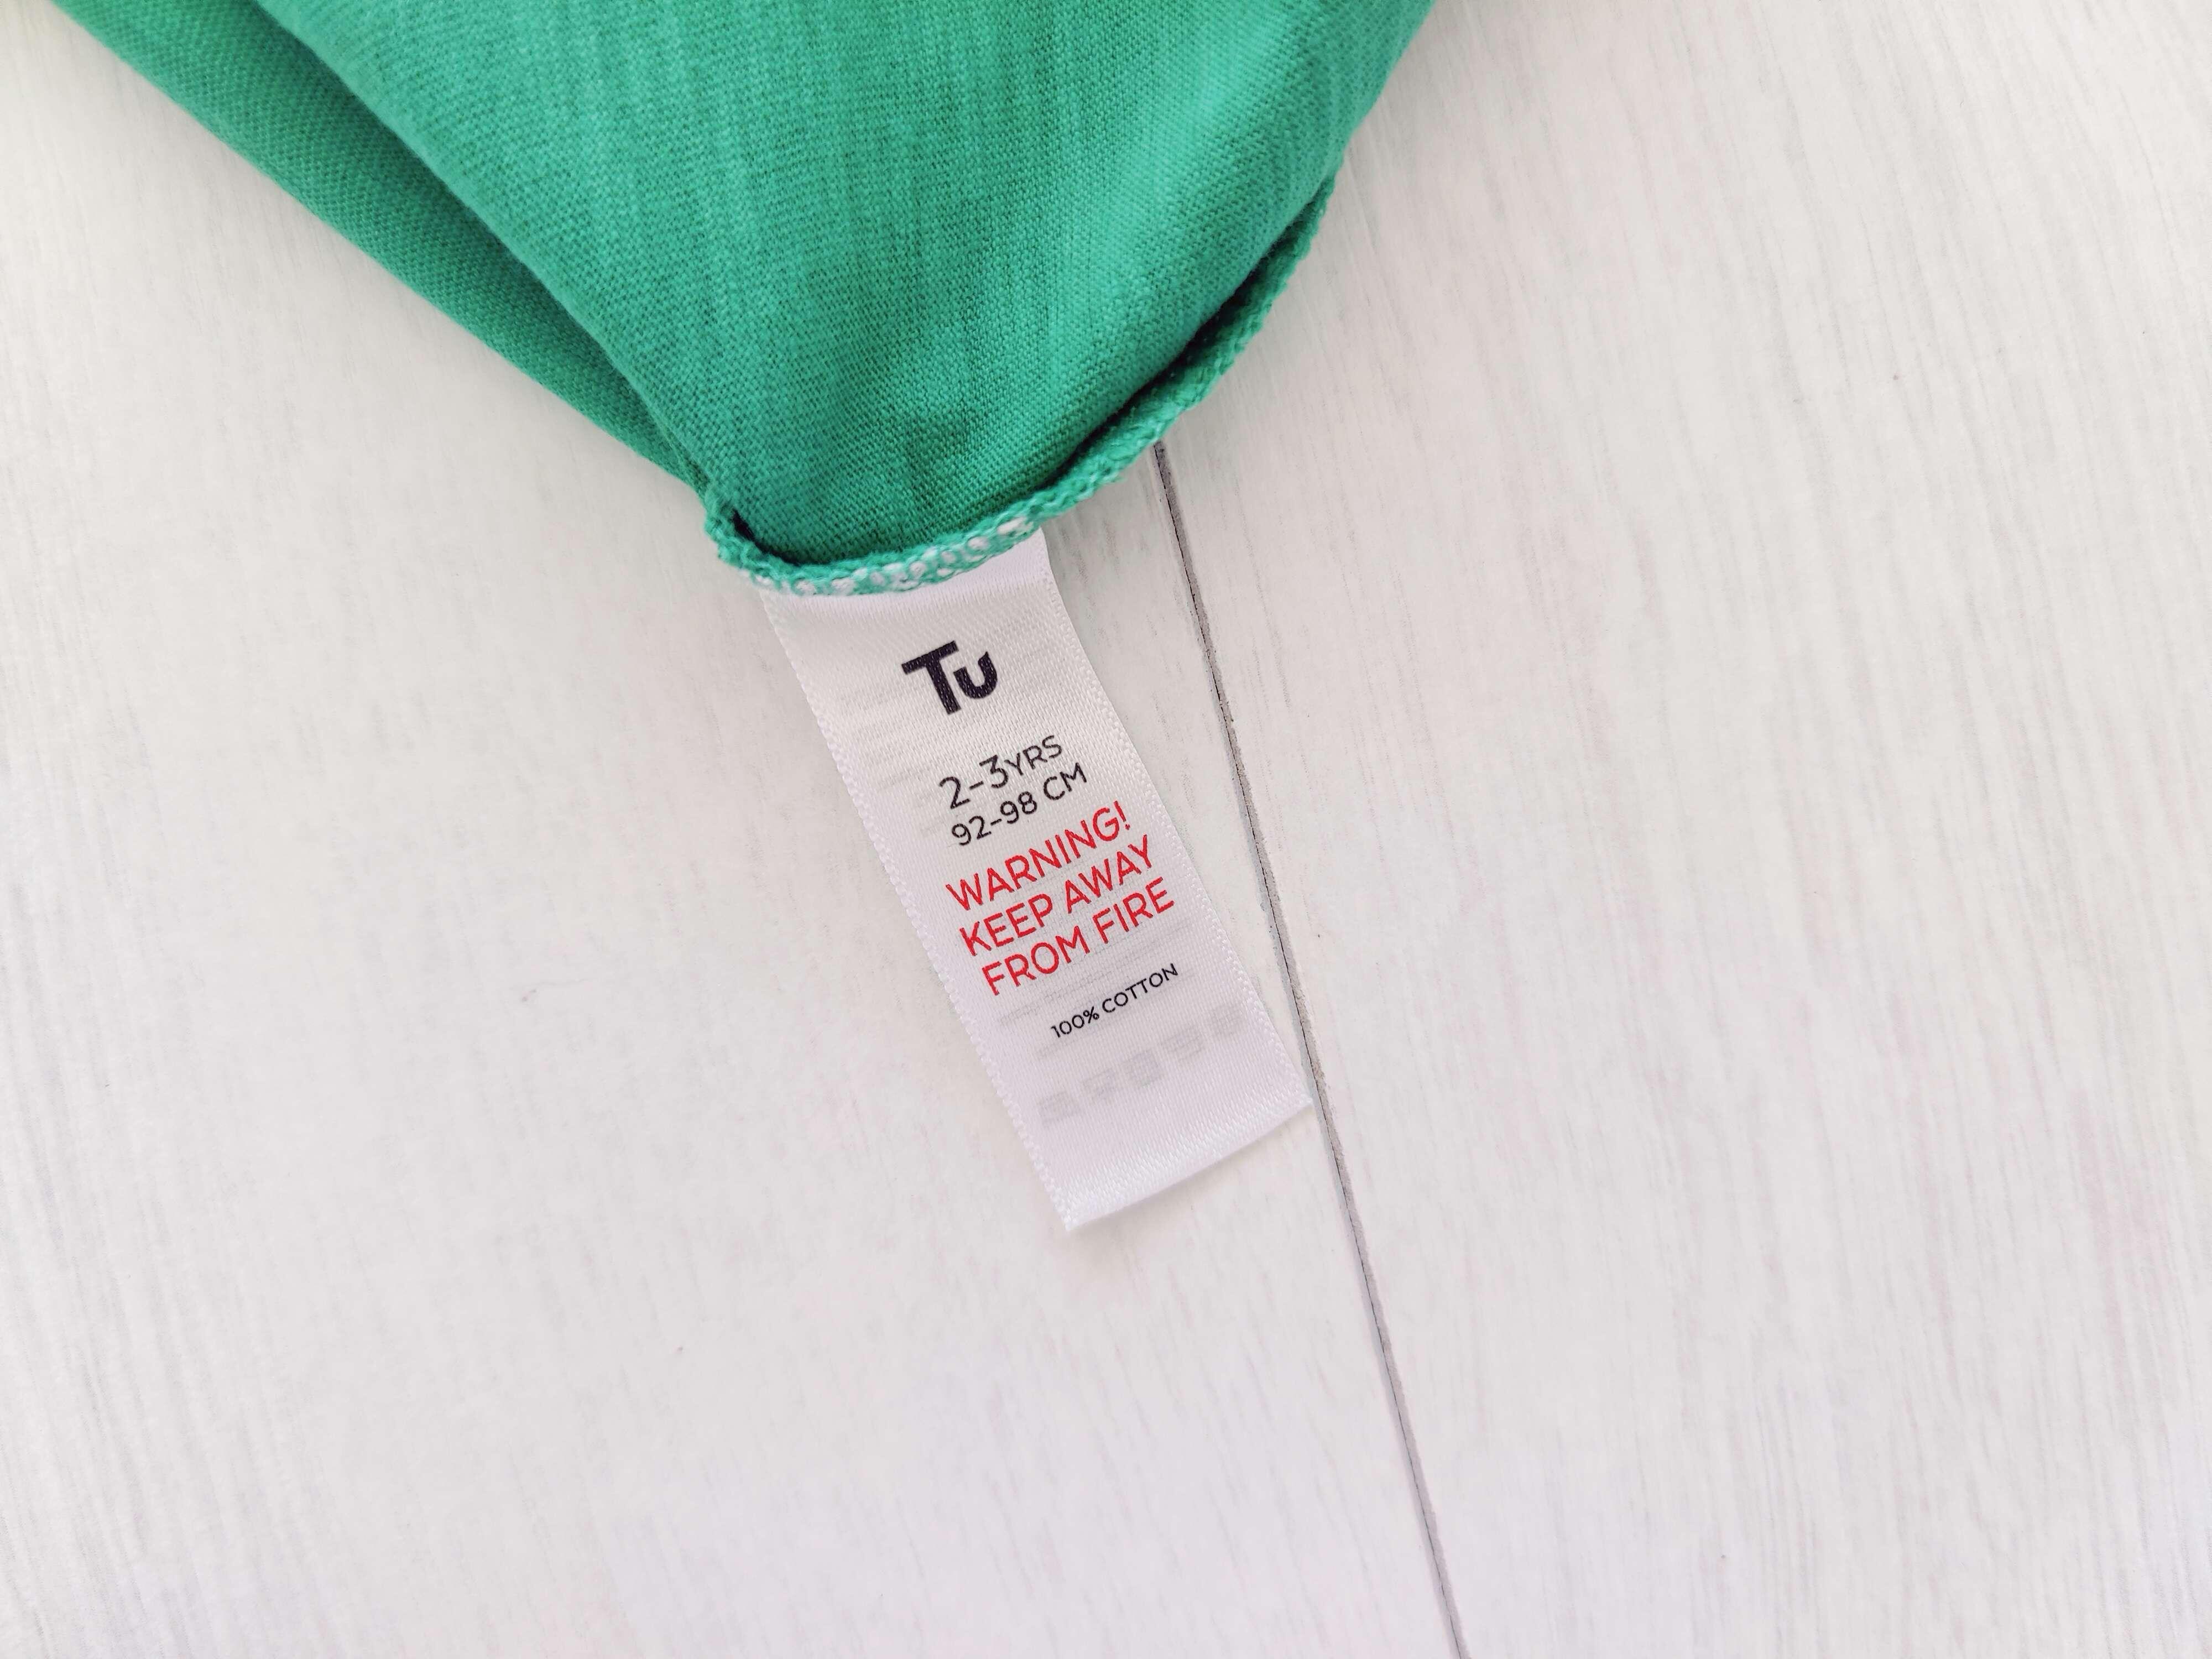 Tu
2-3YRS
92-98 CM
WARNING!
KEEP AWAY
FROM FIRE
100% COTTON